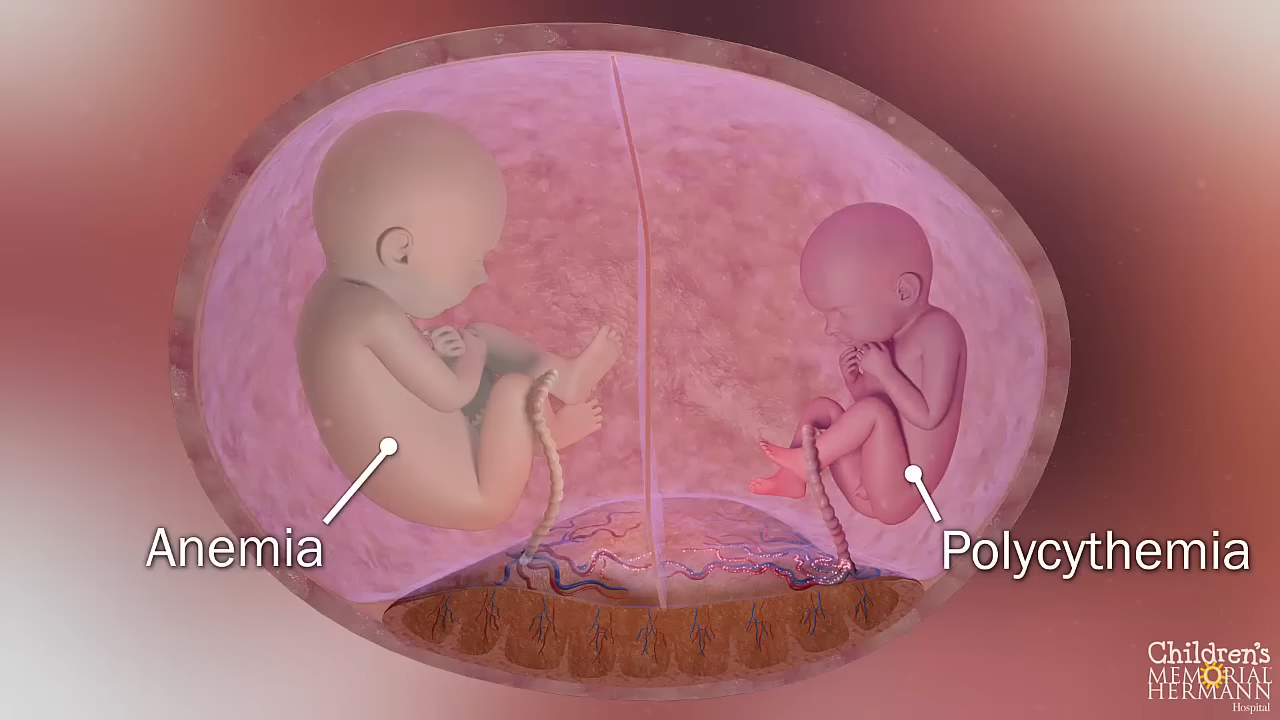 Anemia
Polycythemia
Children's
MEMORIAL
HERMANN
Hospital